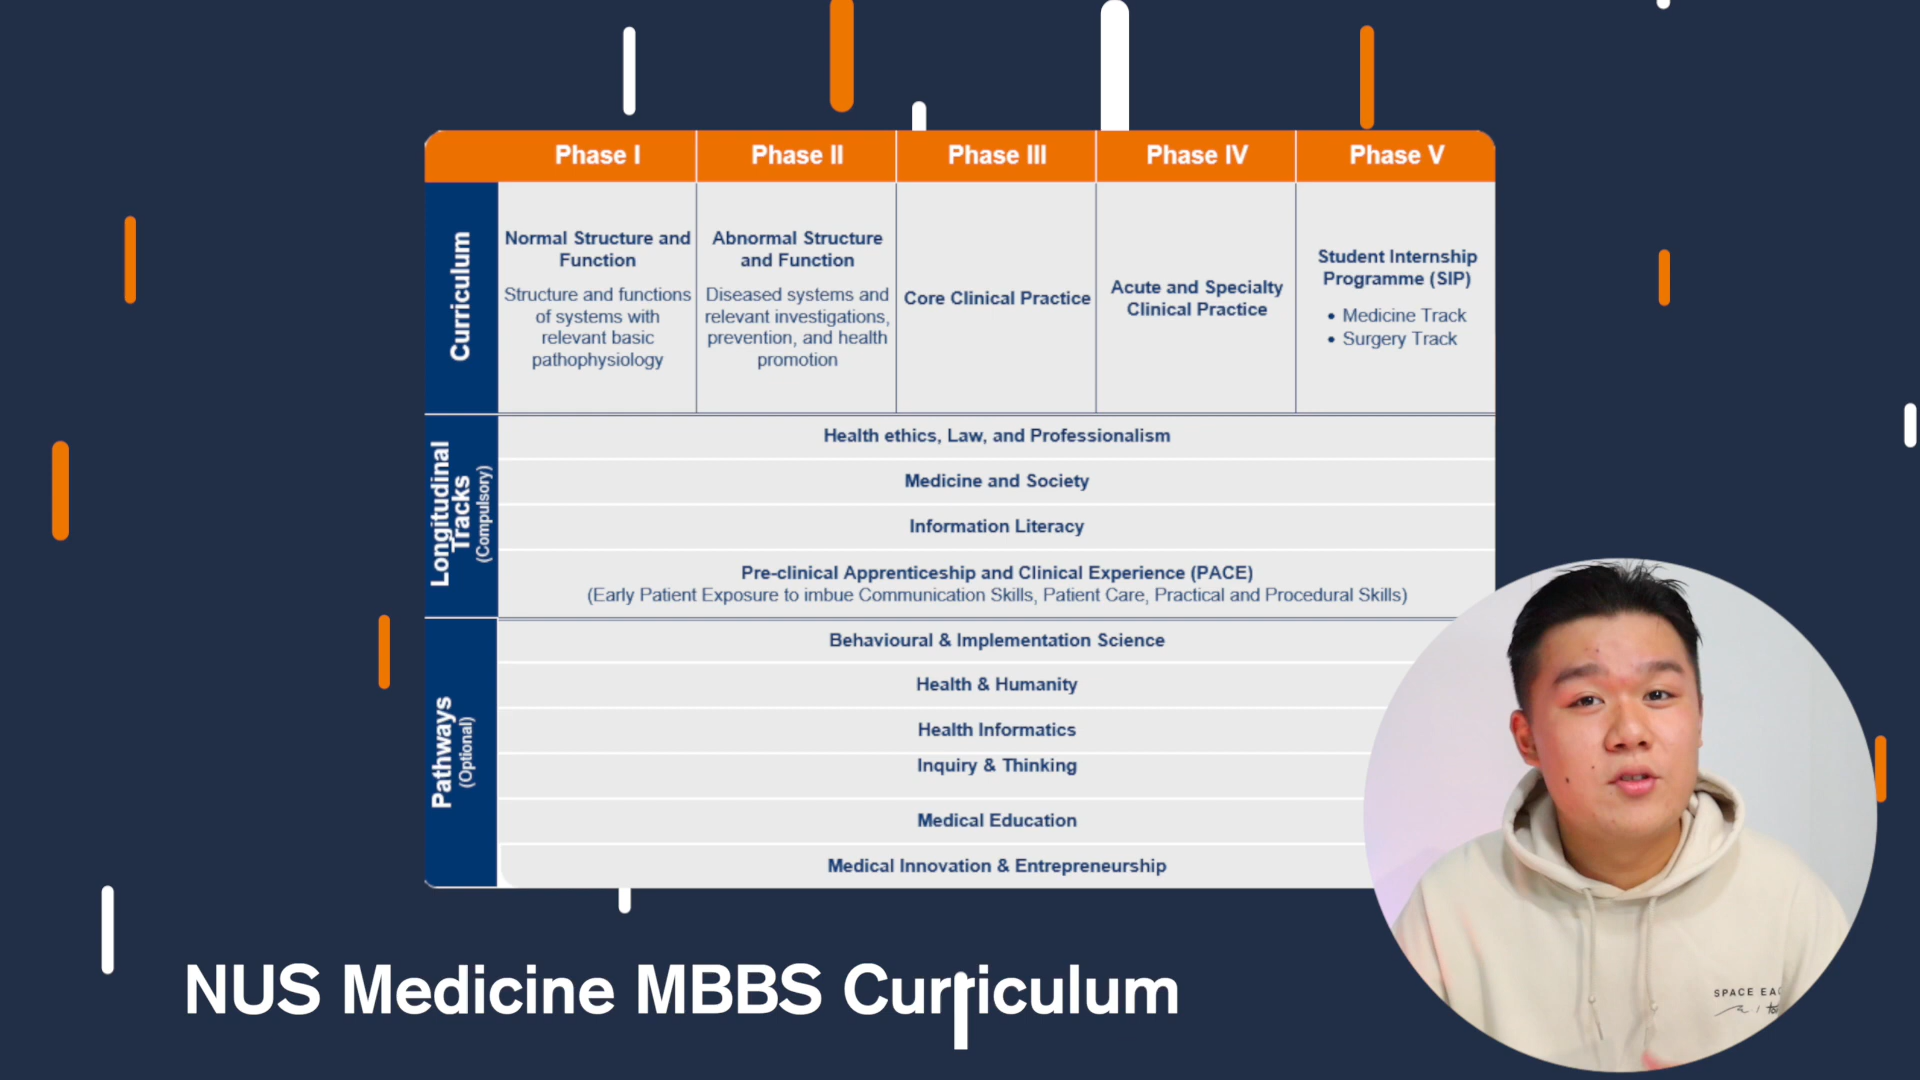 Phase I
Phase II
Phase III
Phase IV
Phase V
Curriculum
Normal Structure and
Function
Structure and functions
of systems with
relevant basic
pathophysiology
Abnormal Structure
and Function
Diseased systems and
relevant investigations,
prevention, and health
promotion
Core Clinical Practice
Acute and Specialty
Clinical Practice
Student Internship
Programme (SIP)
• Medicine Track
• Surgery Track
Longitudinal
Tracks
(Compulsory)
Health ethics, Law, and Professionalism
Medicine and Society
Information Literacy
Pre-clinical Apprenticeship and Clinical Experience (PACE)
(Early Patient Exposure to imbue Communication Skills, Patient Care, Practical and Procedural Skills)
Pathways
(Optional)
Behavioural & Implementation Science
Health & Humanity
Health Informatics
Inquiry & Thinking
Medical Education
Medical Innovation & Entrepreneurship
SPACE
NUS Medicine MBBS Curriculum